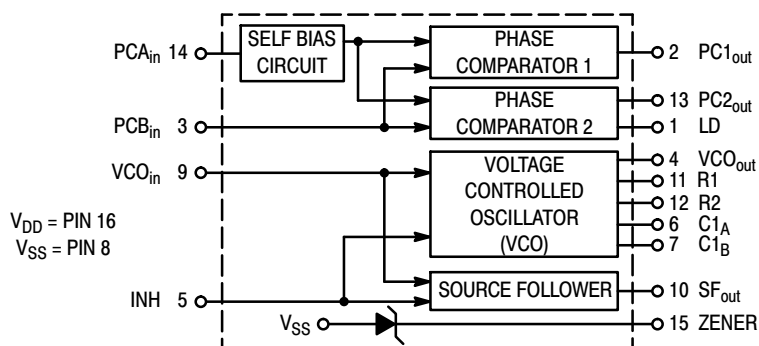 PCAin 14
SELF BIAS
CIRCUIT
PHASE
COMPARATOR 1
2 PC1out
PCBin 3
PHASE
COMPARATOR 2
13 PC2out
1 LD
VCOin 9
VOLTAGE
CONTROLLED
OSCILLATOR
(VCO)
4 VCOout
11 R1
12 R2
6 C1A
7 C1B
VDD = PIN 16
VSS = PIN 8
INH 5
SOURCE FOLLOWER
10 SFout
VSS
15 ZENER